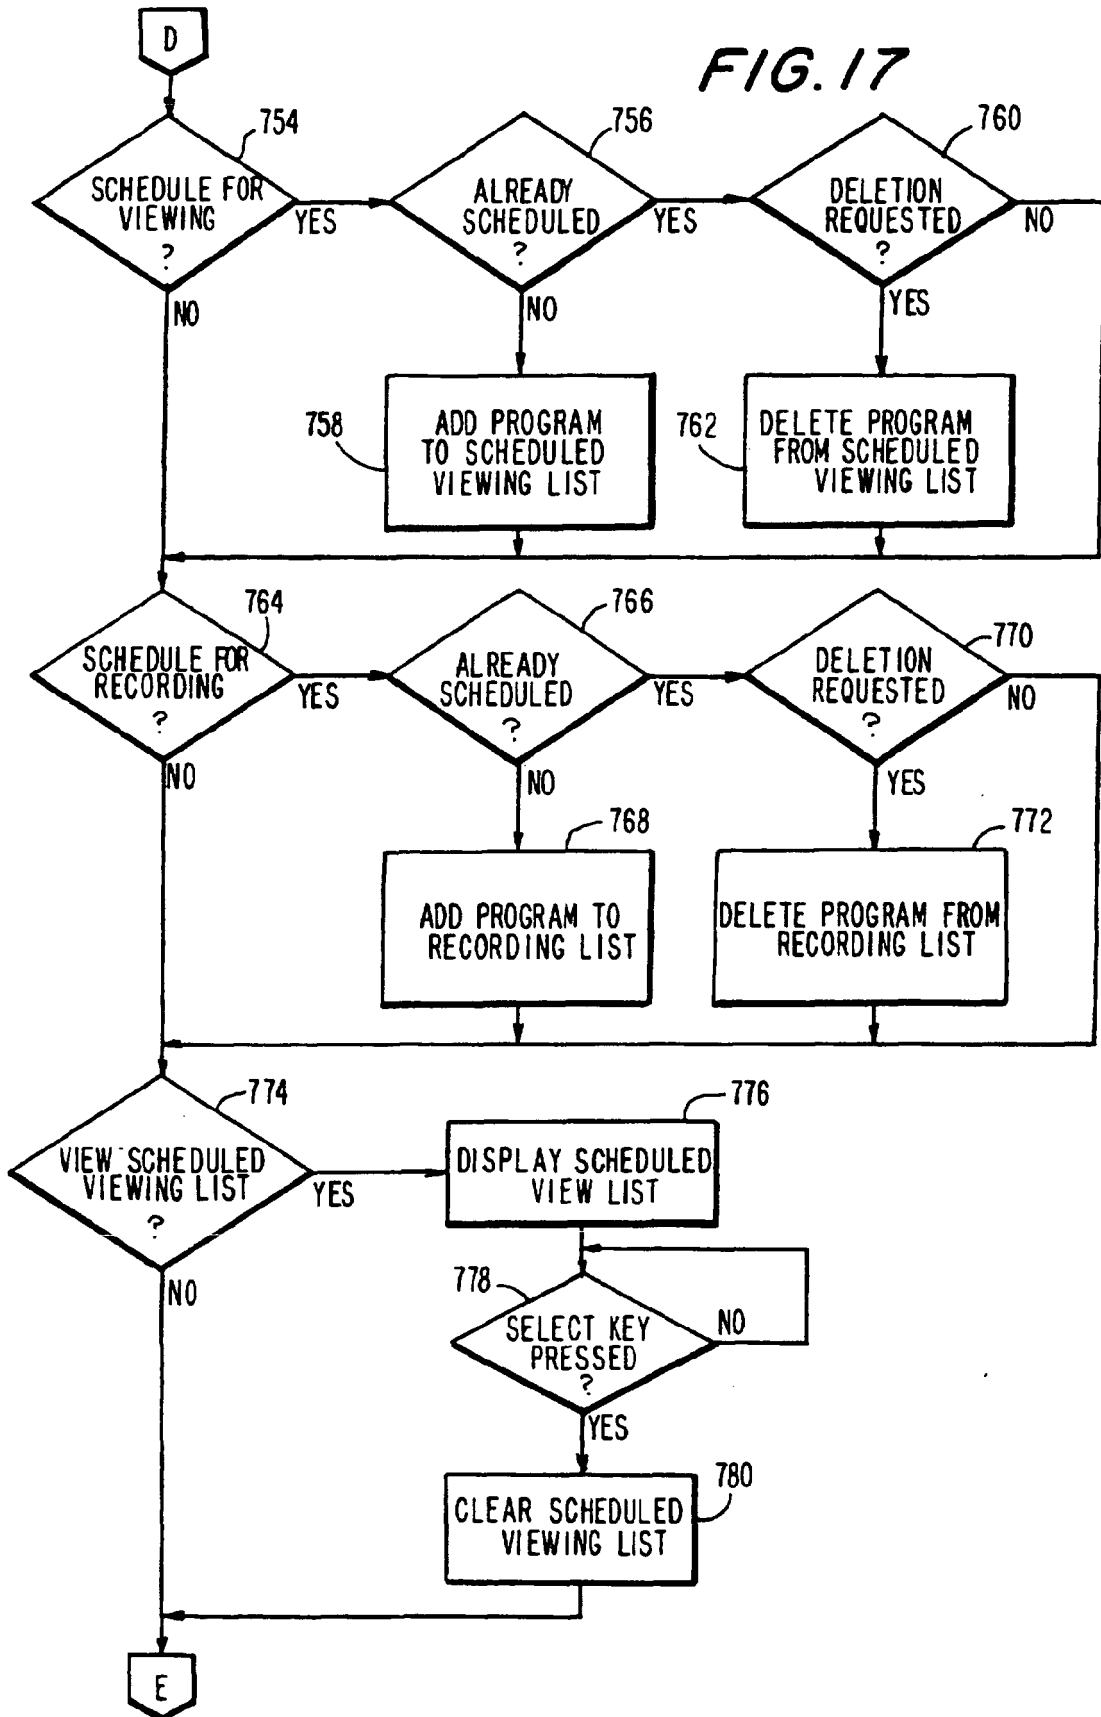 D
FIG. 17
754
756
760
SCHEDULE FOR
VIEWING
?
YES
NO
ALREADY
SCHEDULED
?
YES
NO
DELETION
REQUESTED
?
NO
YES
758
ADD PROGRAM
TO SCHEDULED
VIEWING LIST
762
DELETE PROGRAM
FROM SCHEDULED
VIEWING LIST
764
766
770
SCHEDULE FOR
RECORDING
?
YES
NO
ALREADY
SCHEDULED
?
YES
NO
DELETION
REQUESTED
?
NO
YES
768
ADD PROGRAM TO
RECORDING LIST
772
DELETE PROGRAM FROM
RECORDING LIST
774
VIEW SCHEDULED
VIEWING LIST
?
YES
NO
776
DISPLAY SCHEDULED
VIEW LIST
778
SELECT KEY
PRESSED
?
NO
YES
780
CLEAR SCHEDULED
VIEWING LIST
E